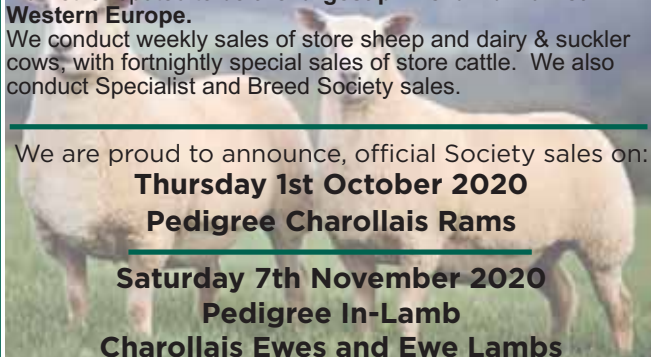 Western Europe.
We conduct weekly sales of store sheep and dairy & suckler
cows, with fortnightly special sales of store cattle. We also
conduct Specialist and Breed Society sales.
We are proud to announce, official Society sales on:
Thursday 1st October 2020
Pedigree Charollais Rams
Saturday 7th November 2020
Pedigree In-Lamb
Charollais Ewes and Ewe Lambs